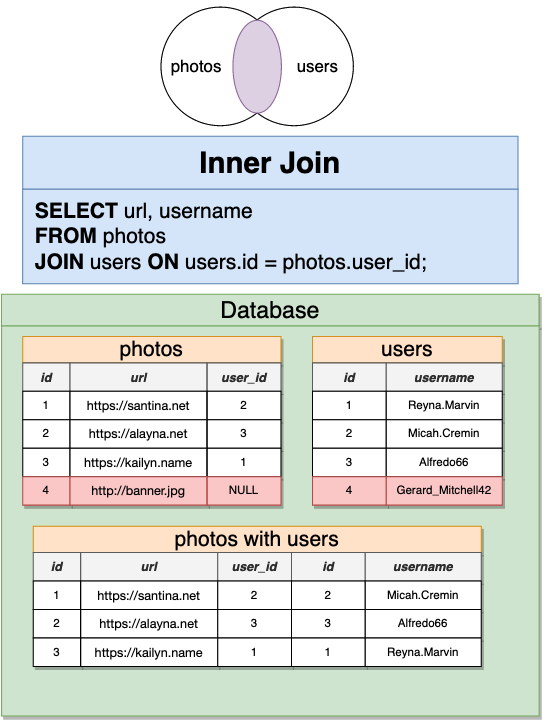 photos users
Inner Join
SELECT url, username
FROM photos
JOIN users ON users.id = photos.user_id;
Database
photos
id url user_id
1 https://santina.net 2
2 https://alayna.net 3
3 https://kailyn.name 1
4 http://banner.jpg NULL
users
id username
1 Reyna.Marvin
2 Micah.Cremin
3 Alfredo66
4 Gerard_Mitchell42
photos with users
id url user_id id username
1 https://santina.net 2 2 Micah.Cremin
2 https://alayna.net 3 3 Alfredo66
3 https://kailyn.name 1 1 Reyna.Marvin